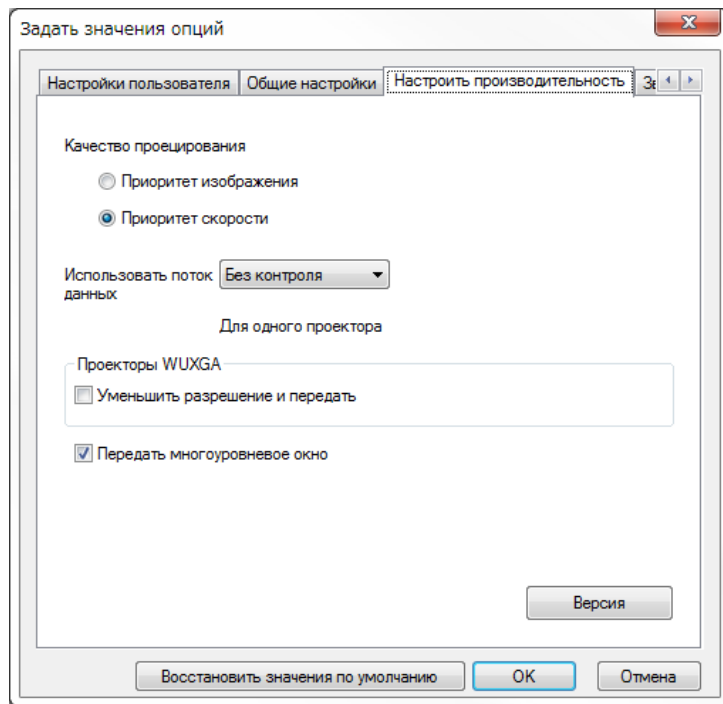 Задать значения опций
Настройки пользователя Общие настройки Настроить производительность
Качество проецирования
Приоритет изображения
Приоритет скорости
Использовать поток Без контроля
данных
Для одного проектора
Проекторы WUXGA
Уменьшить разрешение и передать
Передать многоуровневое окно
Версия
Восстановить значения по умолчанию OK Отмена